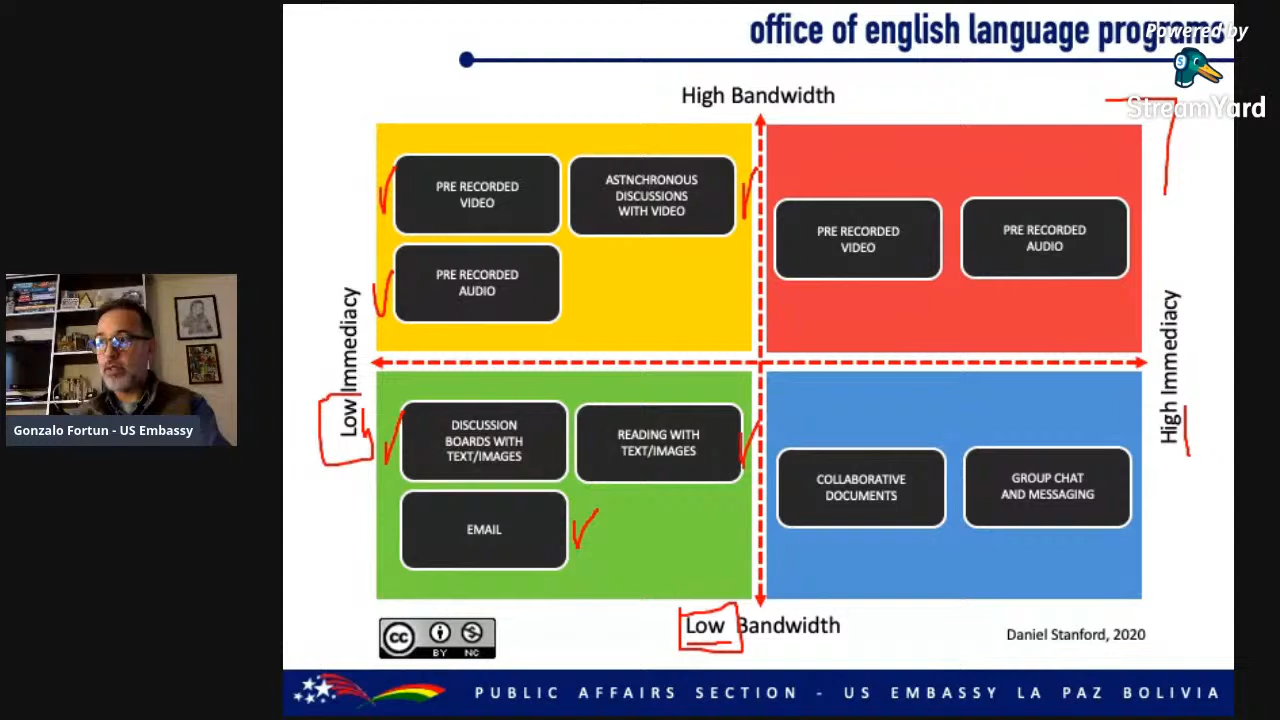 office of english language programs
Powered by
S
StreamYard
High Bandwidth
PRE RECORDED
VIDEO
ASTNCHRONOUS
DISCUSSIONS
WITH VIDEO
PRE RECORDED
AUDIO
PRE RECORDED
VIDEO
PRE RECORDED
AUDIO
Low Immediacy
High Immediacy
DISCUSSION
BOARDS WITH
TEXT/IMAGES
READING WITH
TEXT/IMAGES
EMAIL
COLLABORATIVE
DOCUMENTS
GROUP CHAT
AND MESSAGING
Low Bandwidth
Gonzalo Fortun - US Embassy
cc
BY NC
Daniel Stanford, 2020
PUBLIC AFFAIRS SECTION - US EMBASSY LA PAZ BOLIVIA